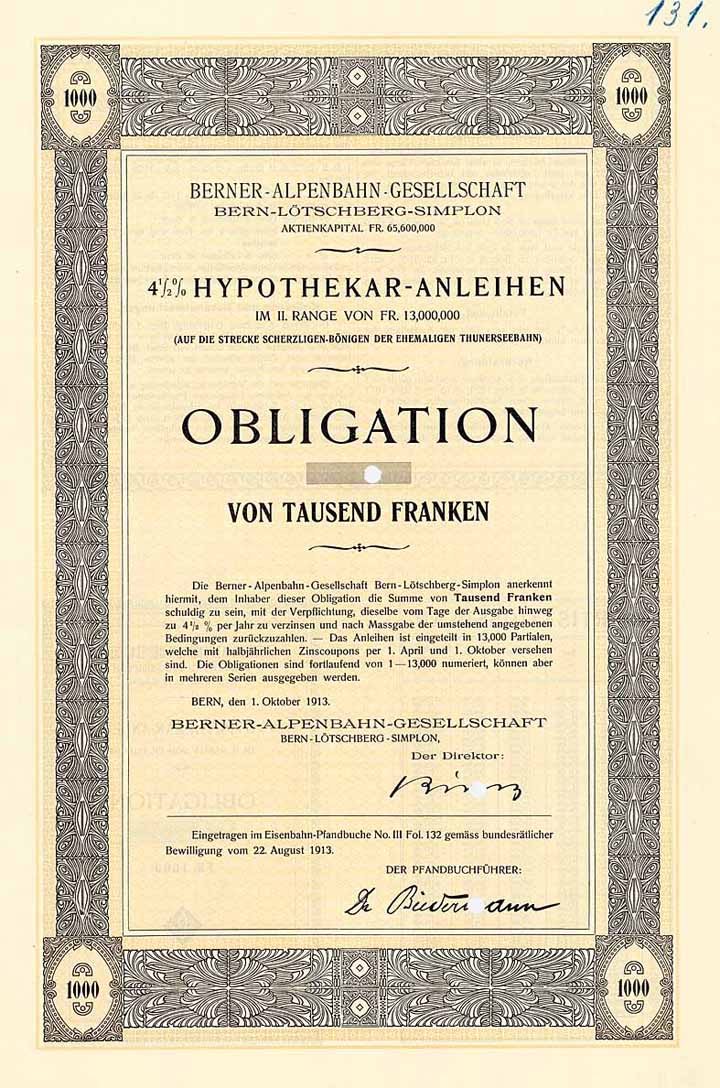 131.
1000 1000
BERNER-ALPENBAHN-GESELLSCHAFT
BERN-LÖTSCHBERG-SIMPLON
AKTIENKAPITAL FR. 65,600,000
4½% HYPOTHEKAR-ANLEIHEN
IM II. RANGE VON FR. 13,000,000
(AUF DIE STRECKE SCHERZLIGEN-BÖNIGEN DER EHEMALIGEN THUNERSEEBAHN)
OBLIGATION
VON TAUSEND FRANKEN
Die Berner-Alpenbahn-Gesellschaft Bern-Lötschberg-Simplon anerkennt
hiermit, dem Inhaber dieser Obligation die Summe von Tausend Franken
schuldig zu sein, mit der Verpflichtung, dieselbe vom Tage der Ausgabe hinweg
zu 4½ % per Jahr zu verzinsen und nach Massgabe der umstehend angegebenen
Bedingungen zurückzuzahlen. — Das Anleihen ist eingeteilt in 13,000 Partialen,
welche mit halbjährlichen Zinscoupons per 1. April und 1. Oktober versehen
sind. Die Obligationen sind fortlaufend von 1—13,000 numeriert, können aber
in mehreren Serien ausgegeben werden.
BERN, den 1. Oktober 1913.
BERNER-ALPENBAHN-GESELLSCHAFT
BERN-LÖTSCHBERG-SIMPLON,
Der Direktor:
Eingetragen im Eisenbahn-Pfandbuche No. III Fol. 132 gemäss bundesrätlicher
Bewilligung vom 22. August 1913.
DER PFANDBUCHFÜHRER:
Dr Biedermann
1000 1000